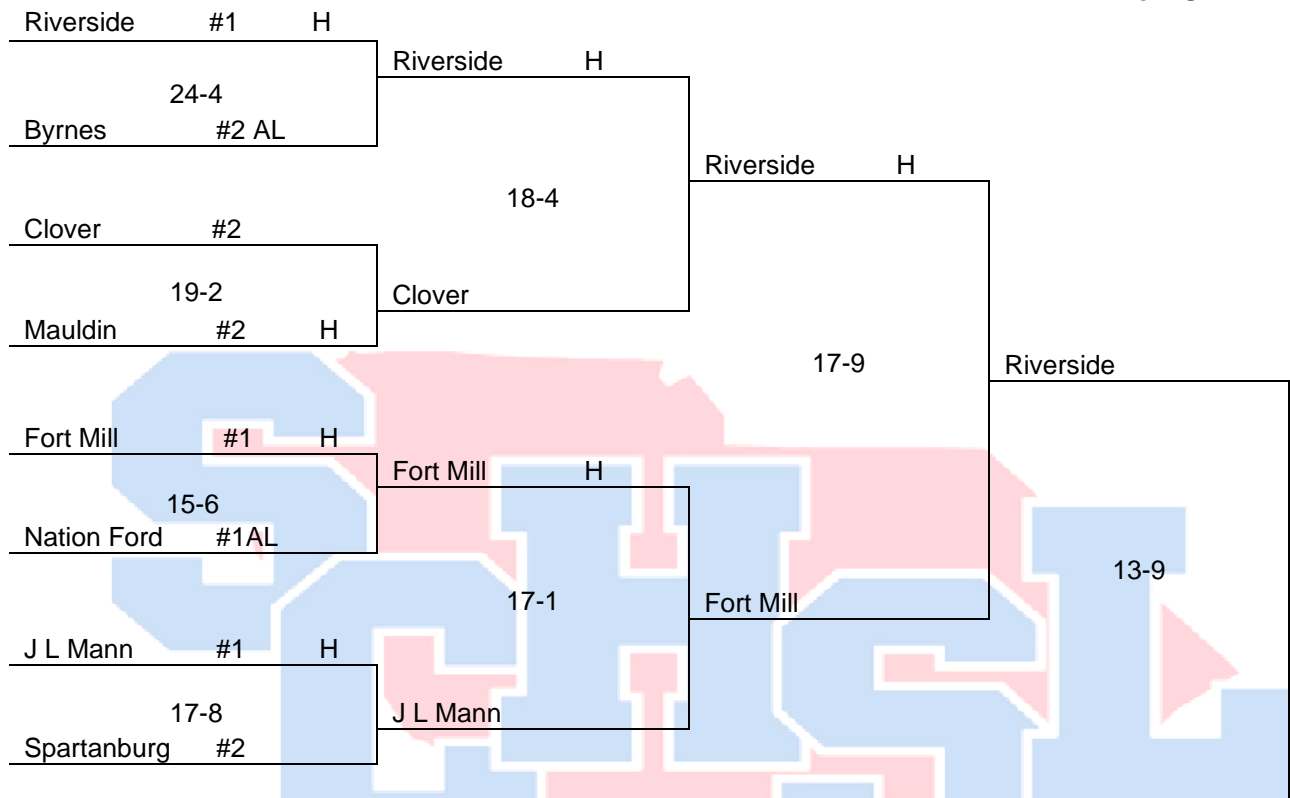 Riverside #1 H
Riverside H
24-4
Byrnes #2 AL
Riverside H
18-4
Clover #2
19-2
Clover
Mauldin #2 H
17-9
Riverside
Fort Mill #1 H
Fort Mill H
15-6
Nation Ford #1AL
13-9
17-1
Fort Mill
J L Mann #1 H
17-8
J L Mann
Spartanburg #2
SCHSL